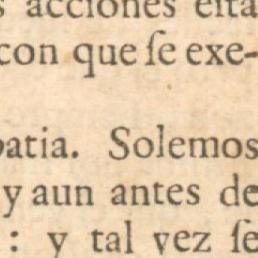 acciones eſta
con que ſe exe-
patia. Solemos
y aun antes de
: y tal vez ſe